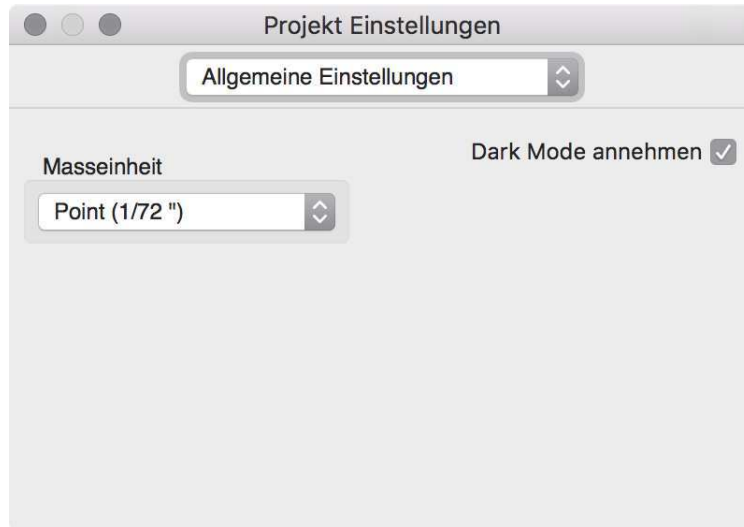 Projekt Einstellungen
Allgemeine Einstellungen
Dark Mode annehmen
Masseinheit
Point (1/72 ")